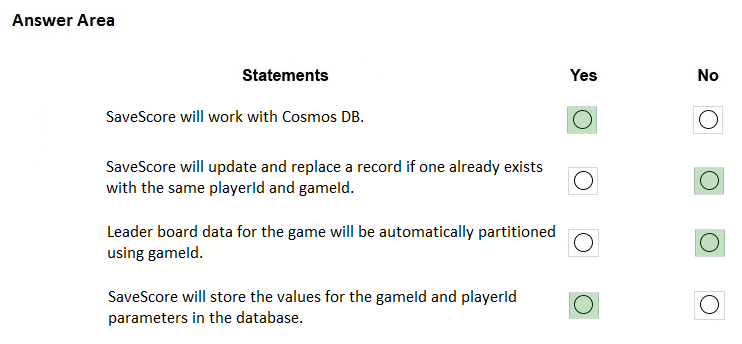 Answer Area
Statements Yes No
SaveScore will work with Cosmos DB.
SaveScore will update and replace a record if one already exists
with the same playerId and gameId.
Leader board data for the game will be automatically partitioned
using gameId.
SaveScore will store the values for the gameId and playerId
parameters in the database.